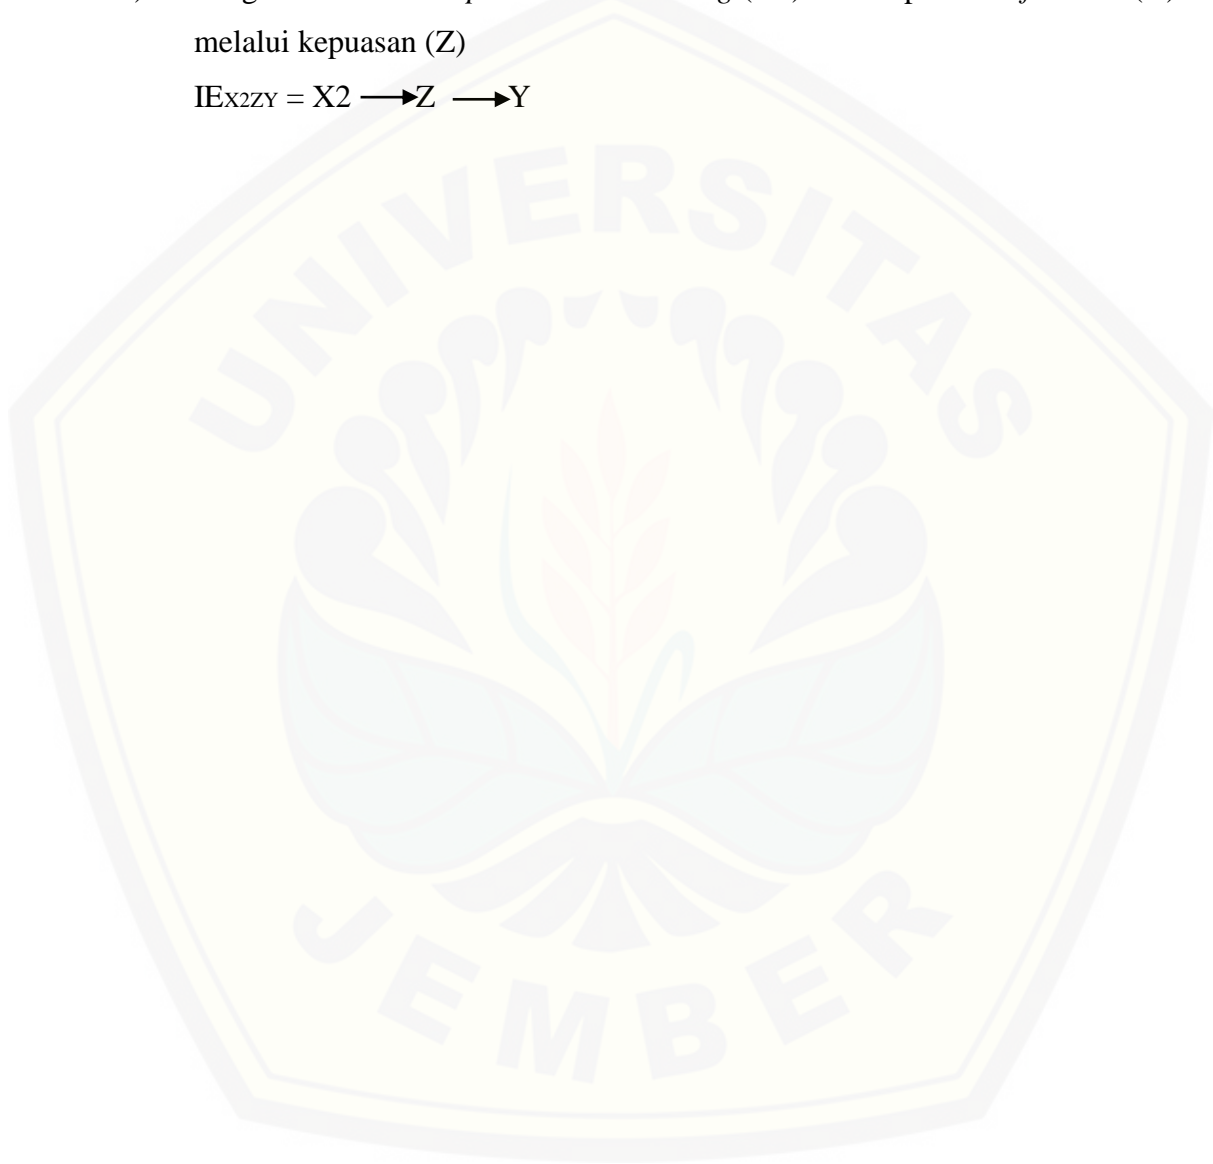 melalui kepuasan (Z)
IEX2ZY = X2 → Z → Y
UNIVERSITAS
JEMBER